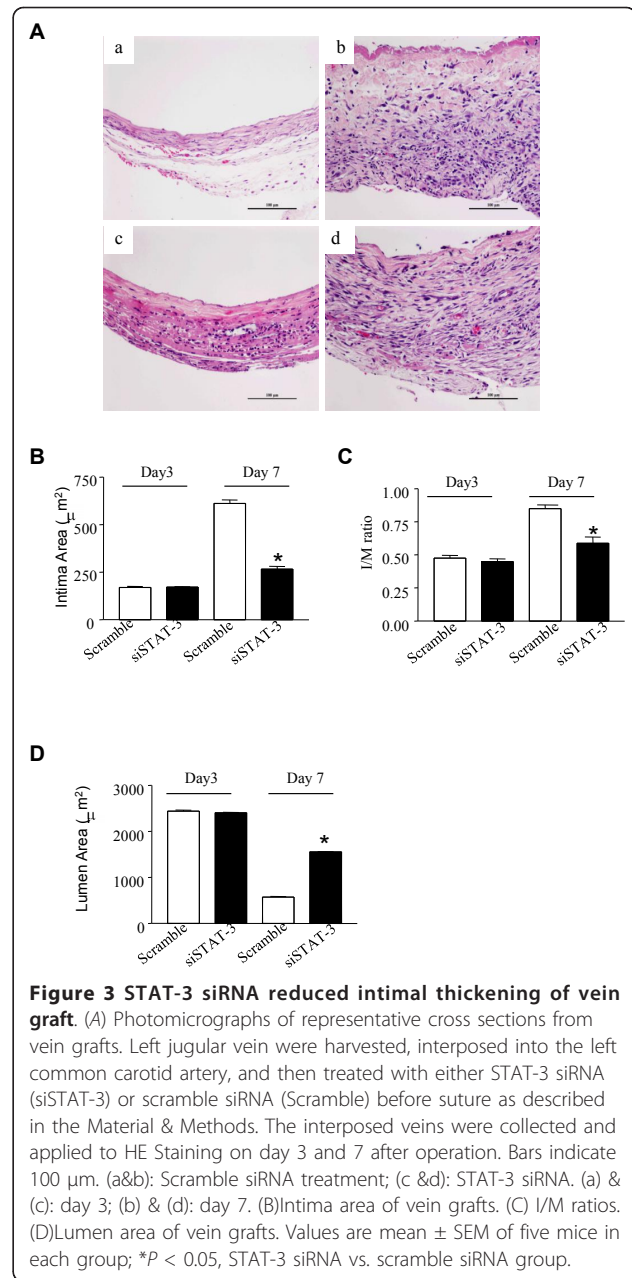 A
a
b
100 µm
100 µm
c
d
100 µm
100 µm
B
Day3
Day 7
Intima Area (_m²)
µ
750
500
250
0
*
Scramble
siSTAT-3
Scramble
siSTAT-3
C
Day3
Day 7
I/M ratio
1.00
0.75
0.50
0.25
0.00
*
Scramble
siSTAT-3
Scramble
siSTAT-3
D
Day3
Day 7
Lumen Area (_m²)
µ
3000
2000
1000
0
*
Scramble
siSTAT-3
Scramble
siSTAT-3
Figure 3 STAT-3 siRNA reduced intimal thickening of vein
graft. (A) Photomicrographs of representative cross sections from
vein grafts. Left jugular vein were harvested, interposed into the left
common carotid artery, and then treated with either STAT-3 siRNA
(siSTAT-3) or scramble siRNA (Scramble) before suture as described
in the Material & Methods. The interposed veins were collected and
applied to HE Staining on day 3 and 7 after operation. Bars indicate
100 µm. (a&b): Scramble siRNA treatment; (c &d): STAT-3 siRNA. (a) &
(c): day 3; (b) & (d): day 7. (B)Intima area of vein grafts. (C) I/M ratios.
(D)Lumen area of vein grafts. Values are mean ± SEM of five mice in
each group; *P < 0.05, STAT-3 siRNA vs. scramble siRNA group.